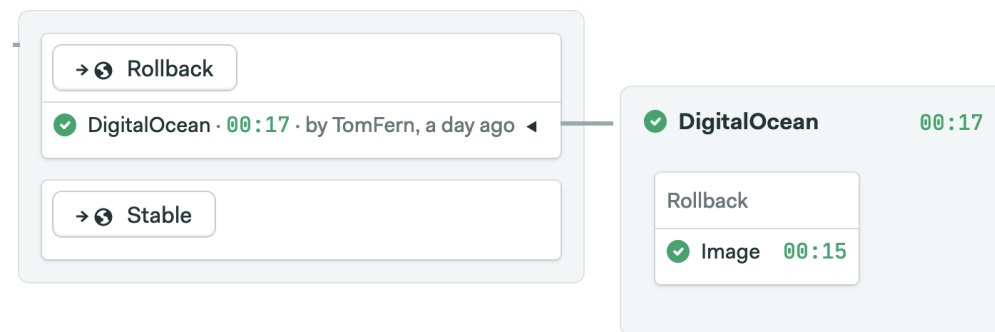 Rollback
DigitalOcean · 00:17 · by TomFern, a day ago
Stable
DigitalOcean 00:17
Rollback
Image 00:15